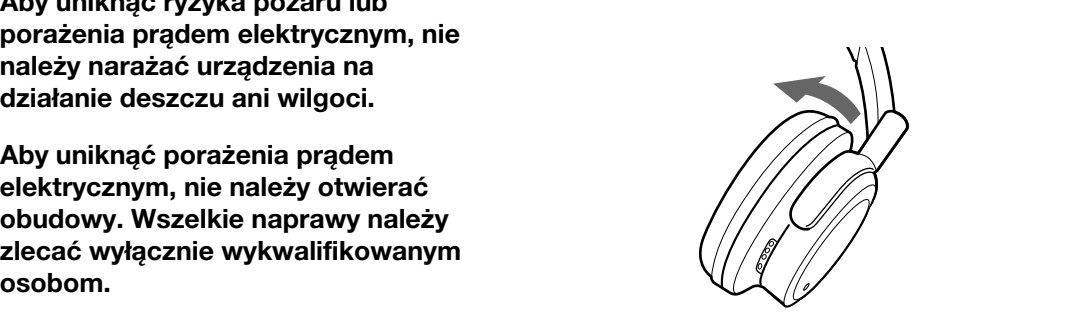 Aby uniknąć ryzyka pożaru lub
porażenia prądem elektrycznym, nie
należy narażać urządzenia na
działanie deszczu ani wilgoci.
Aby uniknąć porażenia prądem
elektrycznym, nie należy otwierać
obudowy. Wszelkie naprawy należy
zlecać wyłącznie wykwalifikowanym
osobom.